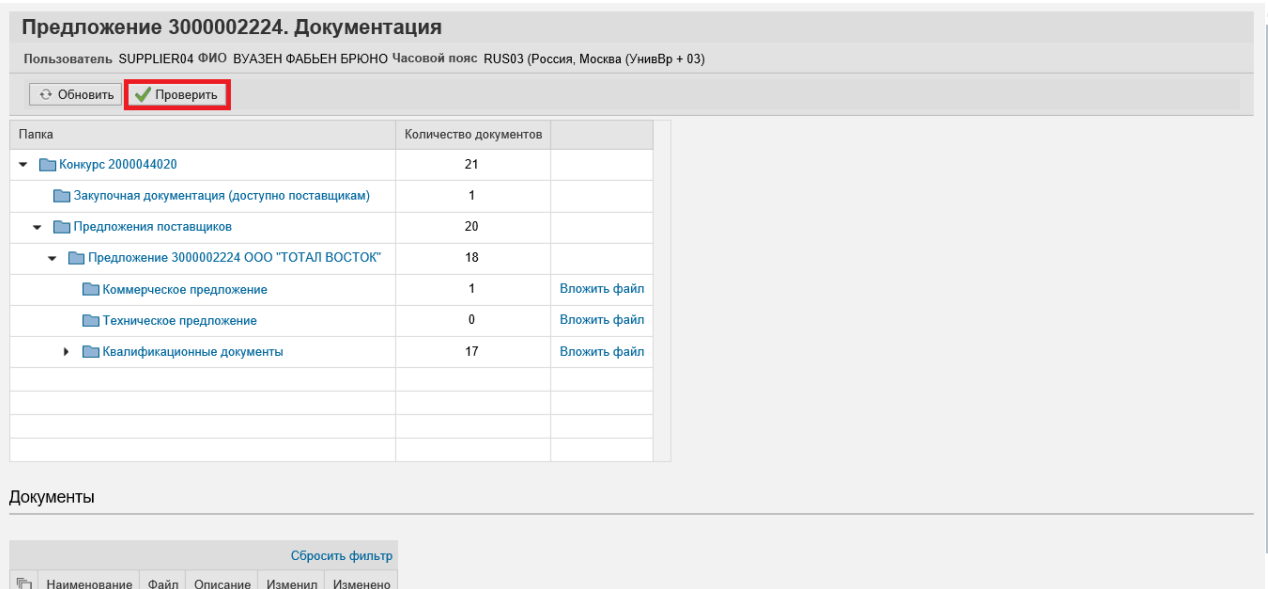 Предложение 3000002224. Документация
Пользователь SUPPLIER04 ФИО ВУАЗЕН ФАБЬЕН БРЮНО Часовой пояс RUS03 (Россия, Москва (УнивВр + 03)
Обновить Проверить
Папка Количество документов
Конкурс 2000044020 21
Закупочная документация (доступно поставщикам) 1
Предложения поставщиков 20
Предложение 3000002224 ООО "ТОТАЛ ВОСТОК" 18
Коммерческое предложение 1 Вложить файл
Техническое предложение 0 Вложить файл
Квалификационные документы 17 Вложить файл
Документы
Сбросить фильтр
Наименование Файл Описание Изменил Изменено